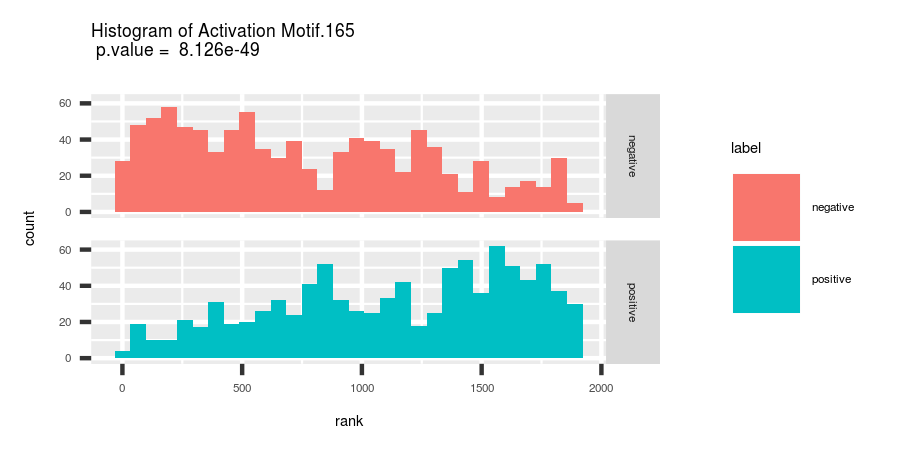 Histogram of Activation Motif.165
p.value = 8.126e-49
count
60
40
20
0
negative
60
40
20
0
positive
0 500 1000 1500 2000
rank
label
negative
positive